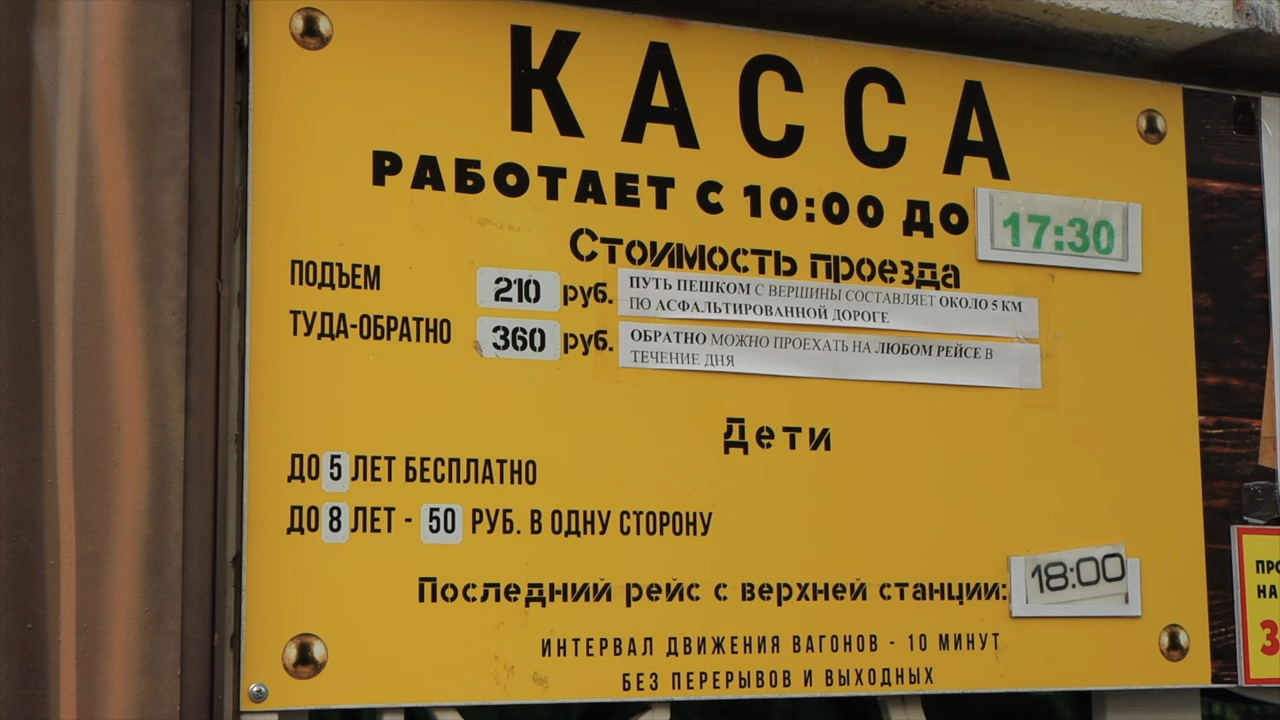 КАССА
РАБОТАЕТ С 10:00 ДО 17:30
Стоимость проезда
ПОДЪЕМ 210 руб. ПУТЬ ПЕШКОМ С ВЕРШИНЫ СОСТАВЛЯЕТ ОКОЛО 5 КМ
ПО АСФАЛЬТИРОВАННОЙ ДОРОГЕ
ТУДА-ОБРАТНО 360 руб. ОБРАТНО МОЖНО ПРОЕХАТЬ НА ЛЮБОМ РЕЙСЕ В
ТЕЧЕНИЕ ДНЯ
Дети
ДО 5 ЛЕТ БЕСПЛАТНО
ДО 8 ЛЕТ - 50 РУБ. В ОДНУ СТОРОНУ
Последний рейс с верхней станции: 18:00
ИНТЕРВАЛ ДВИЖЕНИЯ ВАГОНОВ - 10 МИНУТ
БЕЗ ПЕРЕРЫВОВ И ВЫХОДНЫХ
НА